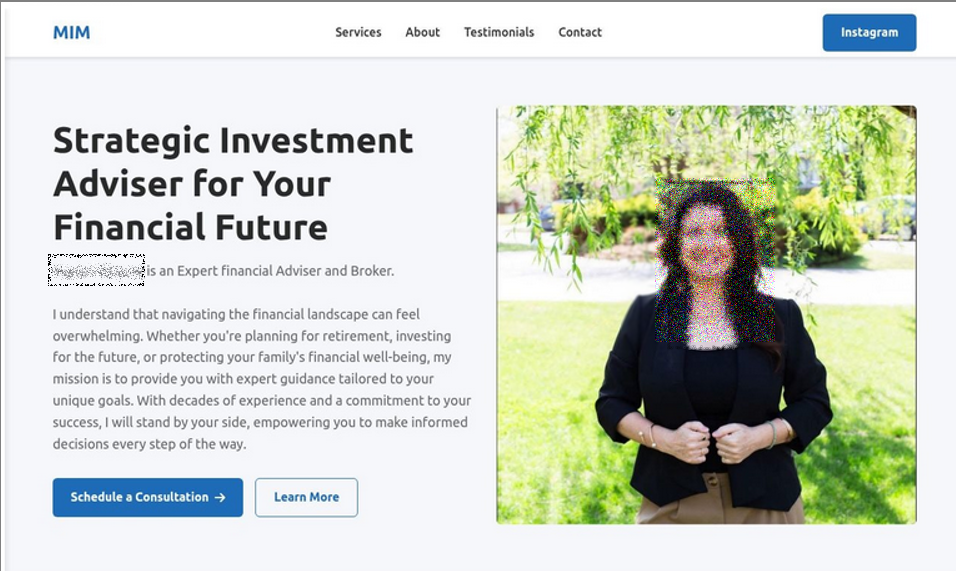 MIM
Services About Testimonials Contact
Instagram
Strategic Investment
Adviser for Your
Financial Future
is an Expert financial Adviser and Broker.
I understand that navigating the financial landscape can feel
overwhelming. Whether you're planning for retirement, investing
for the future, or protecting your family's financial well-being, my
mission is to provide you with expert guidance tailored to your
unique goals. With decades of experience and a commitment to your
success, I will stand by your side, empowering you to make informed
decisions every step of the way.
Schedule a Consultation →
Learn More